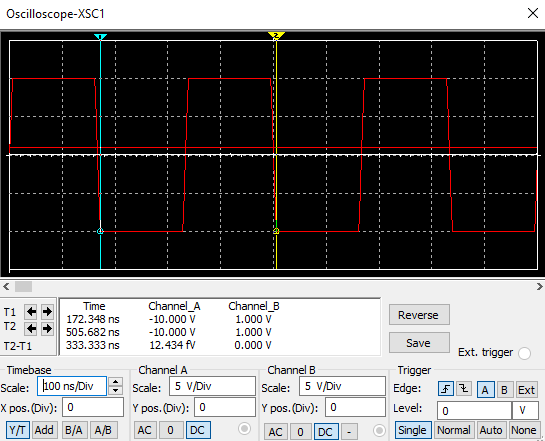 Oscilloscope-XSC1
1
2
T1
T2
T2-T1
Time Channel_A Channel_B
172.348 ns -10.000 V 1.000 V
505.682 ns -10.000 V 1.000 V
333.333 ns 12.434 fV 0.000 V
Reverse
Save
Ext. trigger
Timebase
Scale: 100 ns/Div
X pos.(Div): 0
Y/T Add B/A A/B
Channel A
Scale: 5 V/Div
Y pos.(Div): 0
AC 0 DC
Channel B
Scale: 5 V/Div
Y pos.(Div): 0
AC 0 DC -
Trigger
Edge: A B Ext
Level: 0 V
Single Normal Auto None